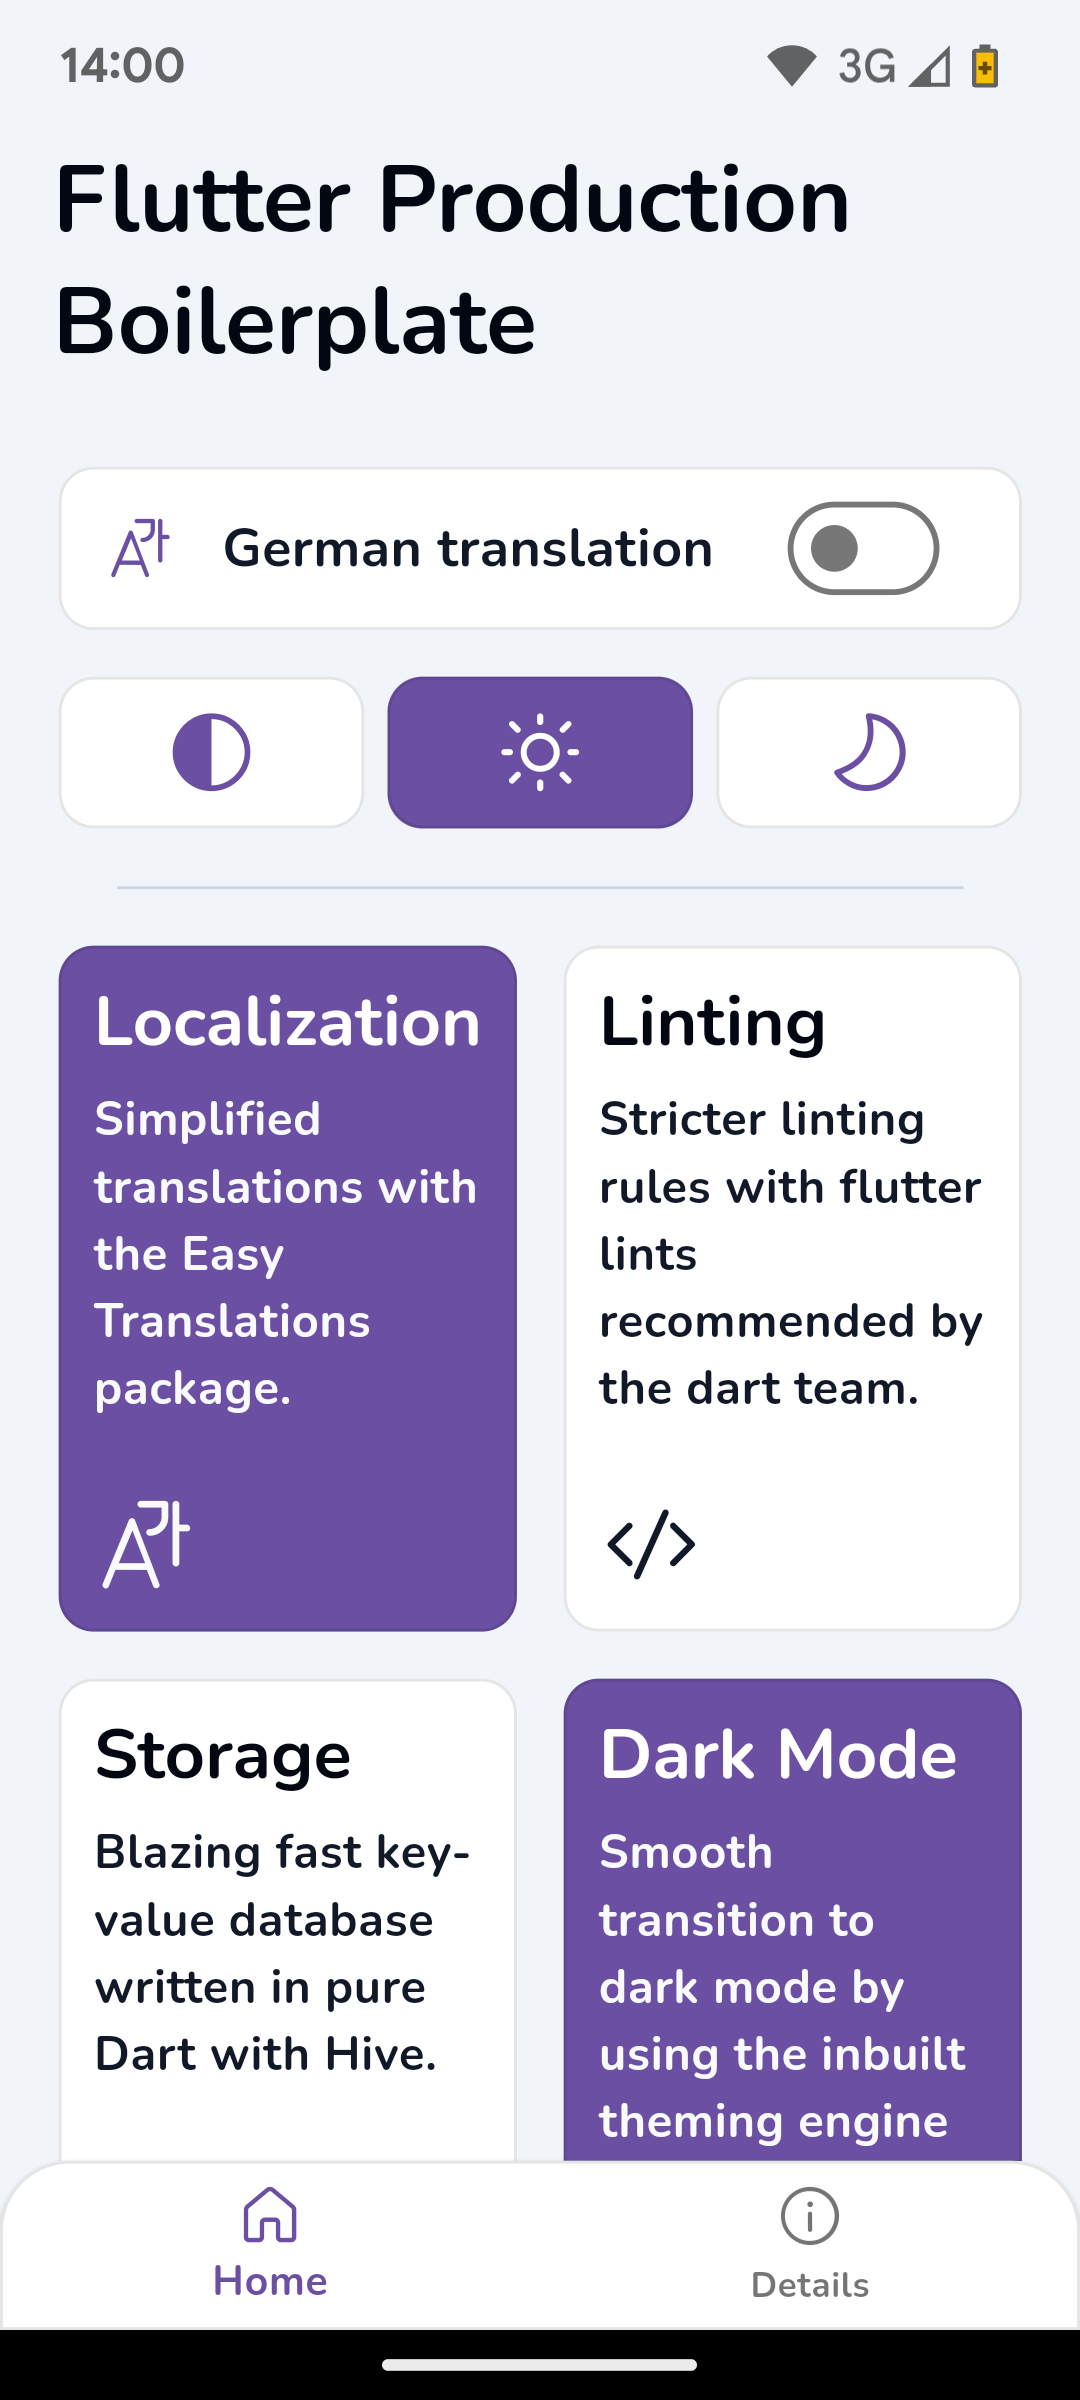 14:00
3G
Flutter Production
Boilerplate
German translation
Localization
Simplified
translations with
the Easy
Translations
package.
Linting
Stricter linting
rules with flutter
lints
recommended by
the dart team.
Storage
Blazing fast key-
value database
written in pure
Dart with Hive.
Dark Mode
Smooth
transition to
dark mode by
using the inbuilt
theming engine
Home
Details